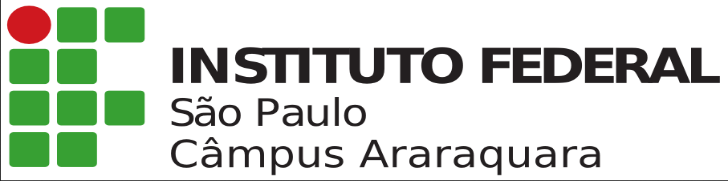 INSTITUTO FEDERAL
São Paulo
Câmpus Araraquara